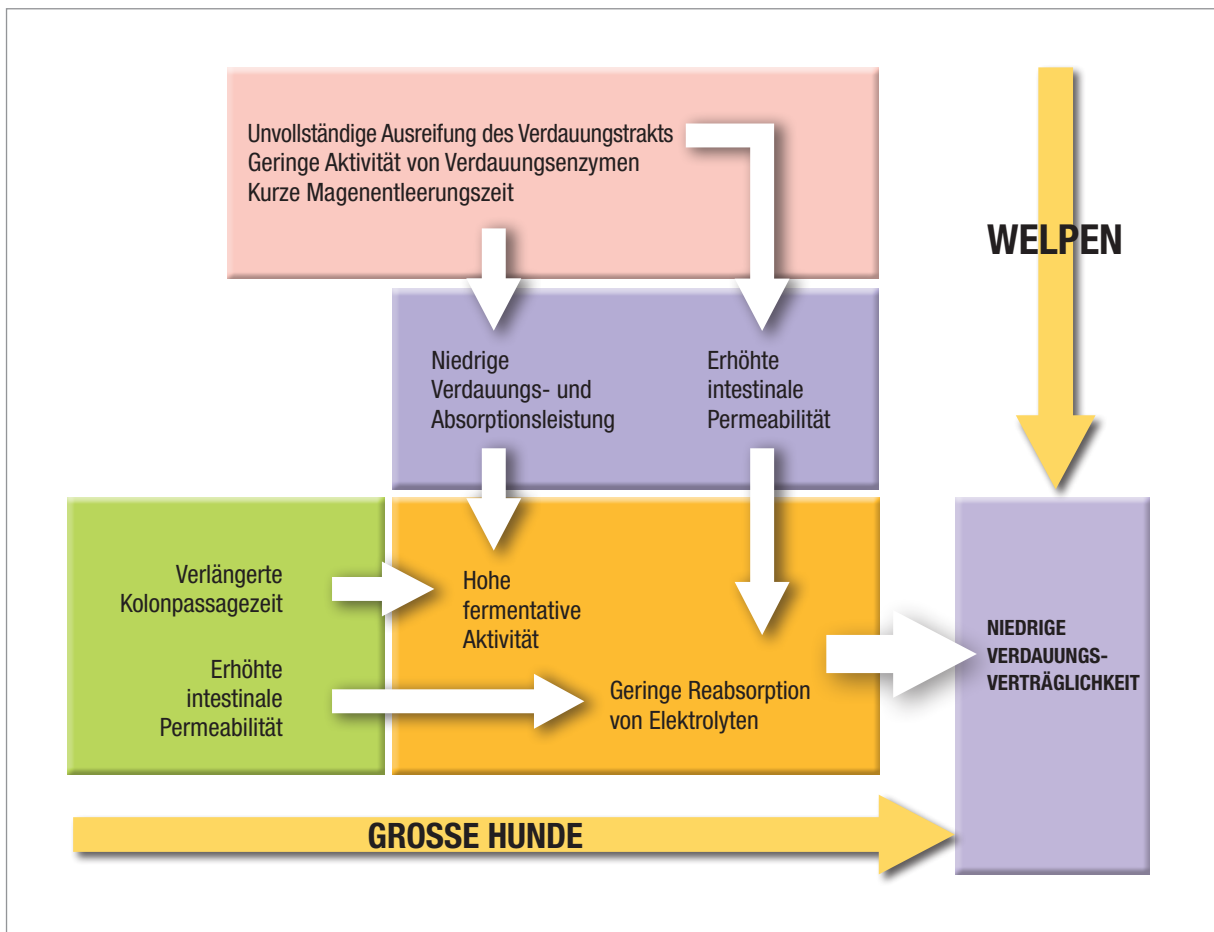 Unvollständige Ausreifung des Verdauungstrakts
Geringe Aktivität von Verdauungsenzymen
Kurze Magenentleerungszeit
WELPEN
Niedrige
Verdauungs- und
Absorptionsleistung
Erhöhte
intestinale
Permeabilität
Verlängerte
Kolonpassagezeit
Erhöhte
intestinale
Permeabilität
Hohe
fermentative
Aktivität
Geringe Reabsorption
von Elektrolyten
NIEDRIGE
VERDAUUNGS-
VERTRÄGLICHKEIT
GROSSE HUNDE